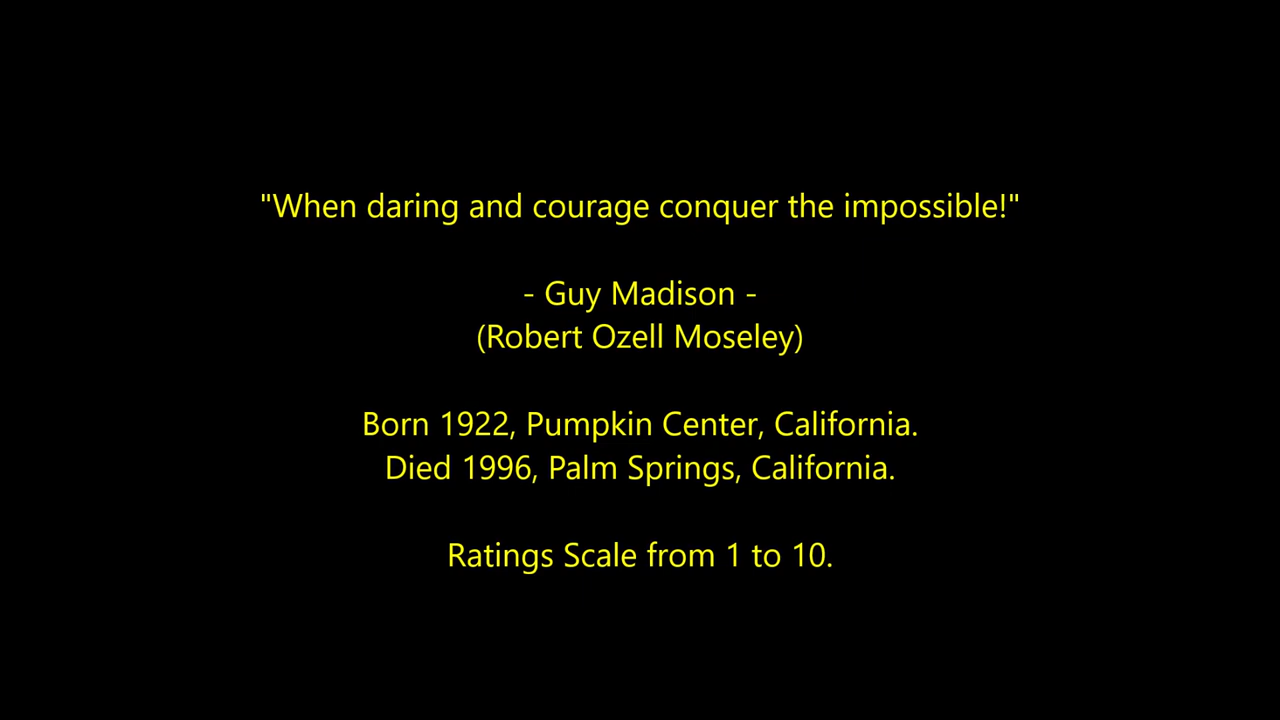 "When daring and courage conquer the impossible!"
- Guy Madison -
(Robert Ozell Moseley)
Born 1922, Pumpkin Center, California.
Died 1996, Palm Springs, California.
Ratings Scale from 1 to 10.